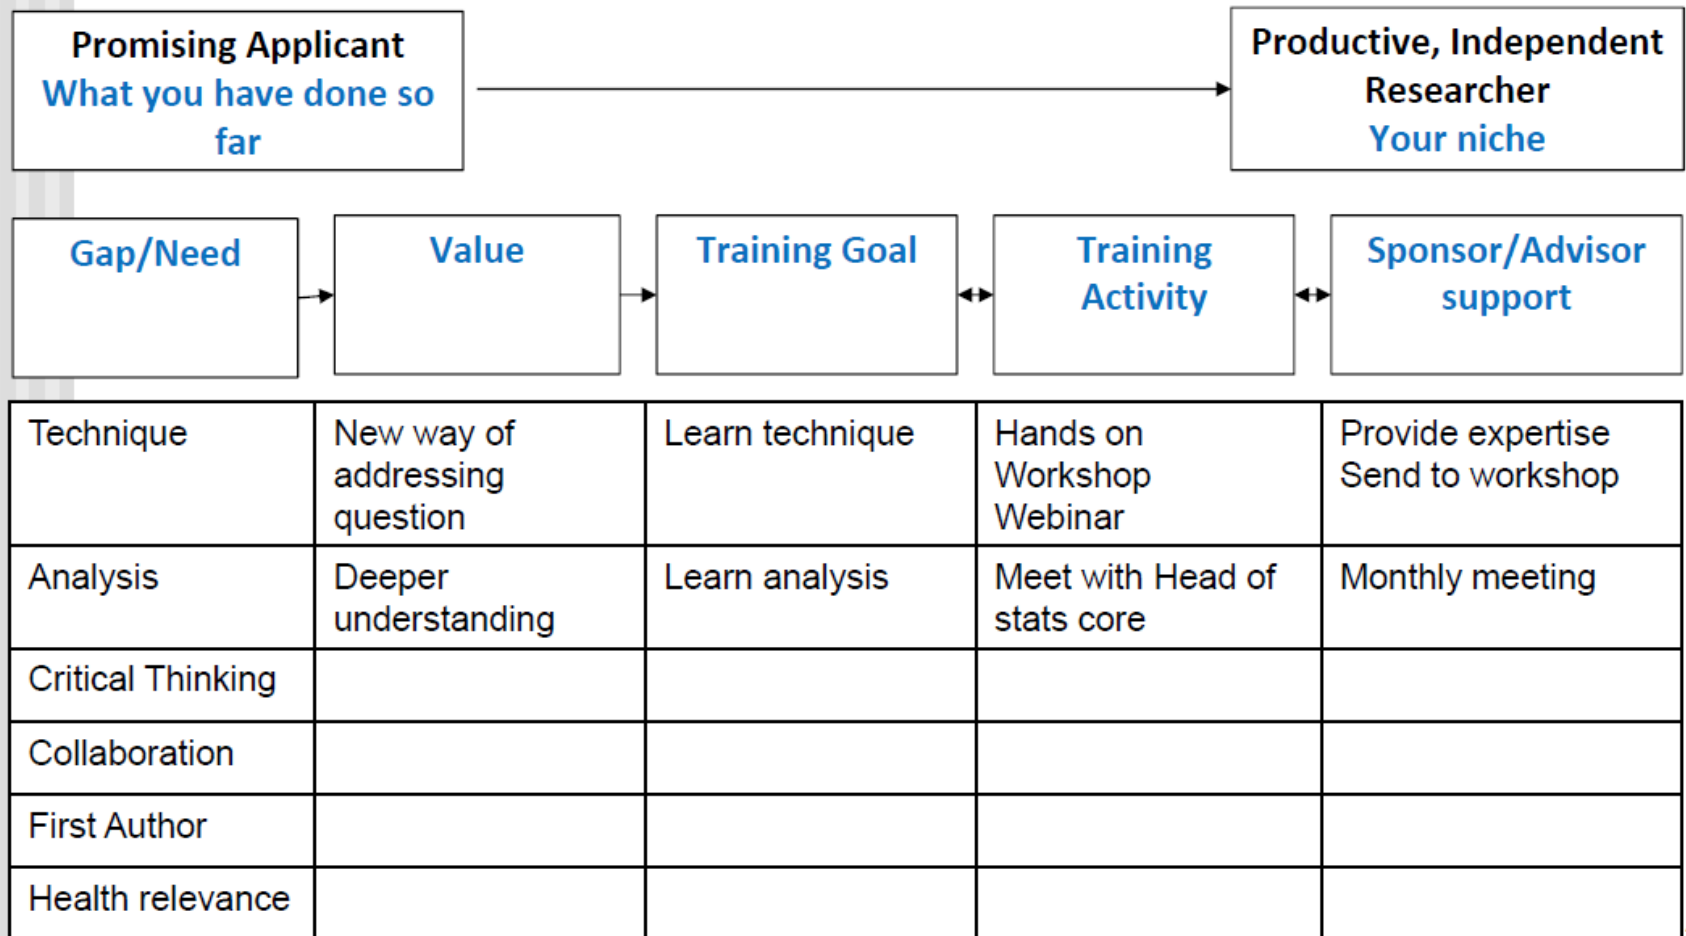 Promising Applicant
What you have done so
far
Productive, Independent
Researcher
Your niche
Gap/Need
Value
Training Goal
Training
Activity
Sponsor/Advisor
support
Technique
New way of
addressing
question
Learn technique
Hands on
Workshop
Webinar
Provide expertise
Send to workshop
Analysis
Deeper
understanding
Learn analysis
Meet with Head of
stats core
Monthly meeting
Critical Thinking
Collaboration
First Author
Health relevance